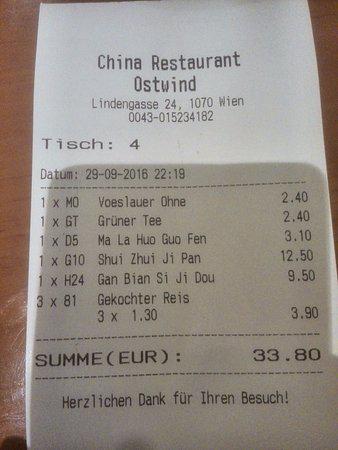 China Restaurant
Ostwind
Lindengasse 24, 1070 Wien
0043-015234182
Tisch: 4
Datum: 29-09-2016 22:19
1 x MO Voeslauer Ohne 2.40
1 x GT Grüner Tee 2.40
1 x D5 Ma La Huo Guo Fen 3.10
1 x G10 Shui Zhui Ji Pan 12.50
1 x H24 Gan Bian Si Ji Dou 9.50
3 x 81 Gekochter Reis
3 x 1.30 3.90
SUMME(EUR): 33.80
Herzlichen Dank für Ihren Besuch!